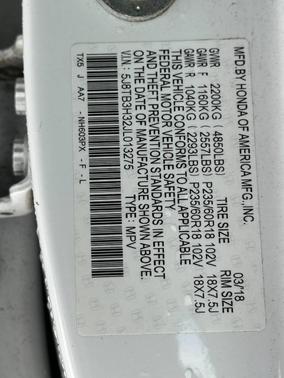 MFD.BY HONDA OF AMERICA MFG.,INC. 03/'18
GVWR 2200KG (4850LBS) TIRE SIZE RIM SIZE
GAWR F 1160KG (2557LBS) P235/60R18 102V 18X7.5J
GAWR R 1040KG (2293LBS) P235/60R18 102V 18X7.5J
THIS VEHICLE CONFORMS TO ALL APPLICABLE
FEDERAL MOTOR VEHICLE SAFETY
AND THEFT PREVENTION STANDARDS IN EFFECT
ON THE DATE OF MANUFACTURE SHOWN ABOVE.
5J8TB3H32JL013275 TYPE: MPV
TX5 J AA7 -NH603PX -F -L